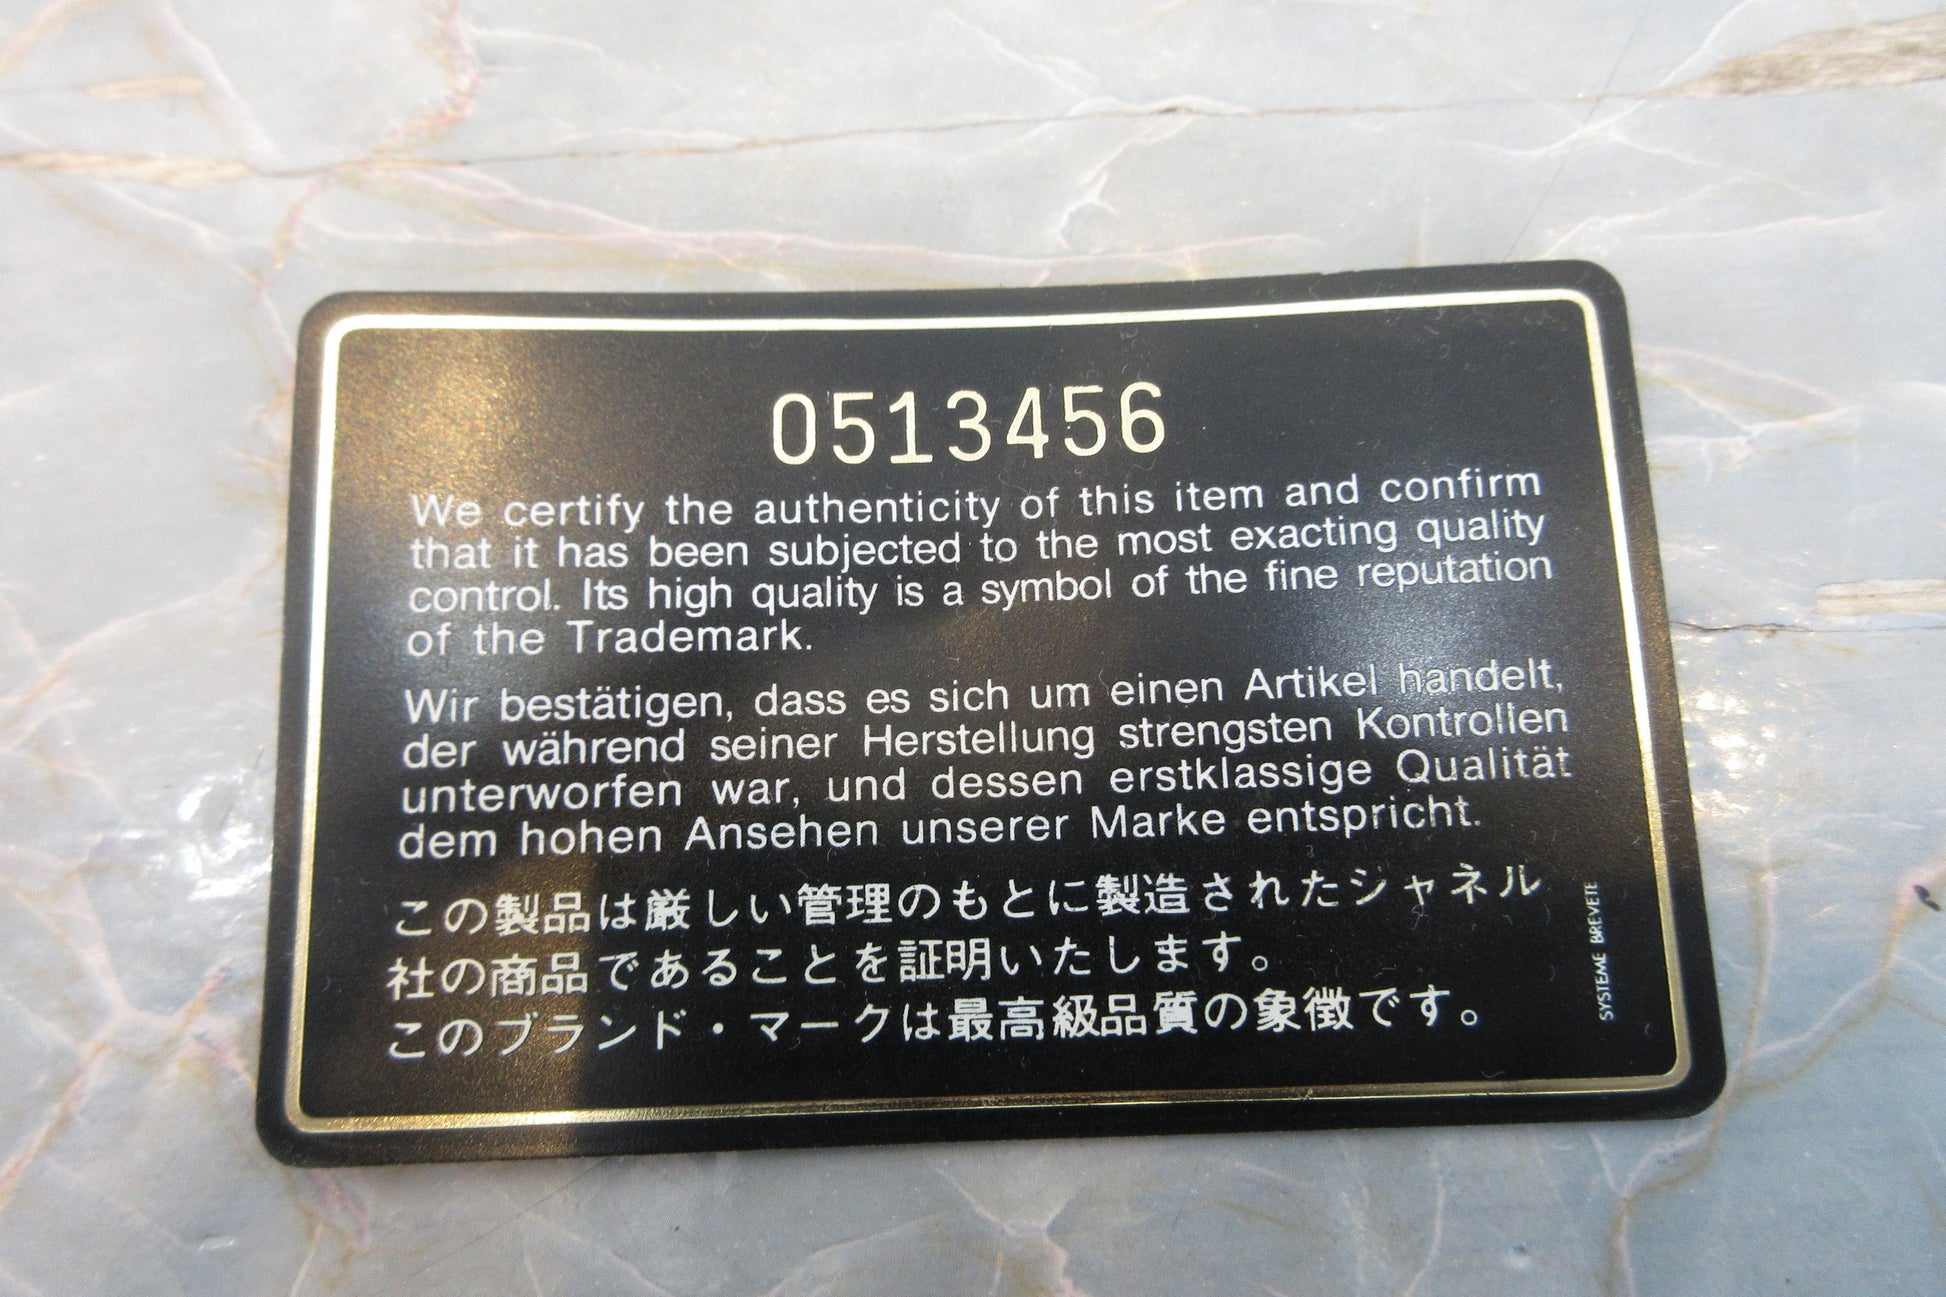 0513456
We certify the authenticity of this item and confirm
that it has been subjected to the most exacting quality
control. Its high quality is a symbol of the fine reputation
of the Trademark.
Wir bestätigen, dass es sich um einen Artikel handelt,
der während seiner Herstellung strengsten Kontrollen
unterworfen war, und dessen erstklassige Qualität
dem hohen Ansehen unserer Marke entspricht.
この製品は厳しい管理のもとに製造されたシャネル
社の商品であることを証明いたします。
このブランド・マークは最高級品質の象徴です。
SYSTEME BREVETE